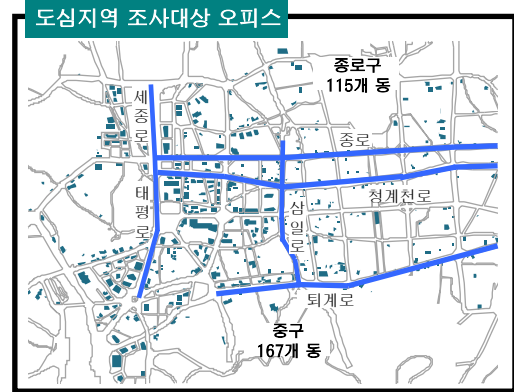 도심지역 조사대상 오피스
종로구
115개 동
세종로
종로
청계천로
태평로
삼일로
퇴계로
중구
167개 동